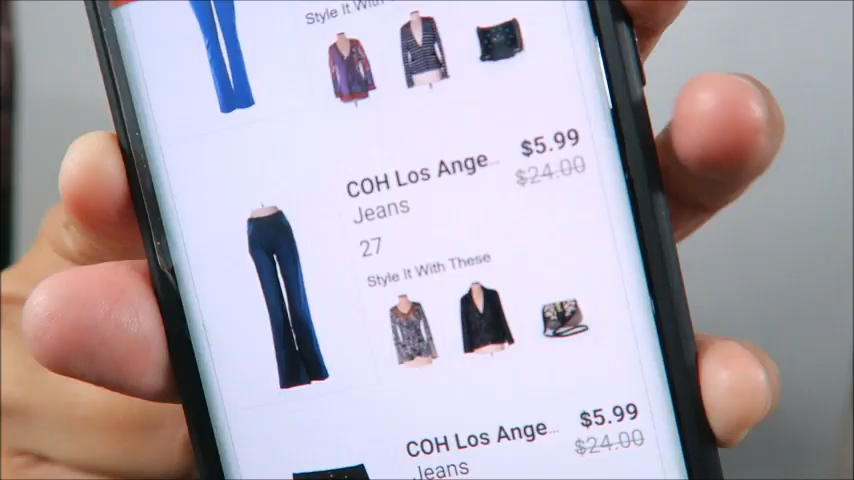 Style It With
COH Los Ange...
$5.99
$24.00
Jeans
27
Style It With These
COH Los Ange...
$5.99
$24.00
Jeans